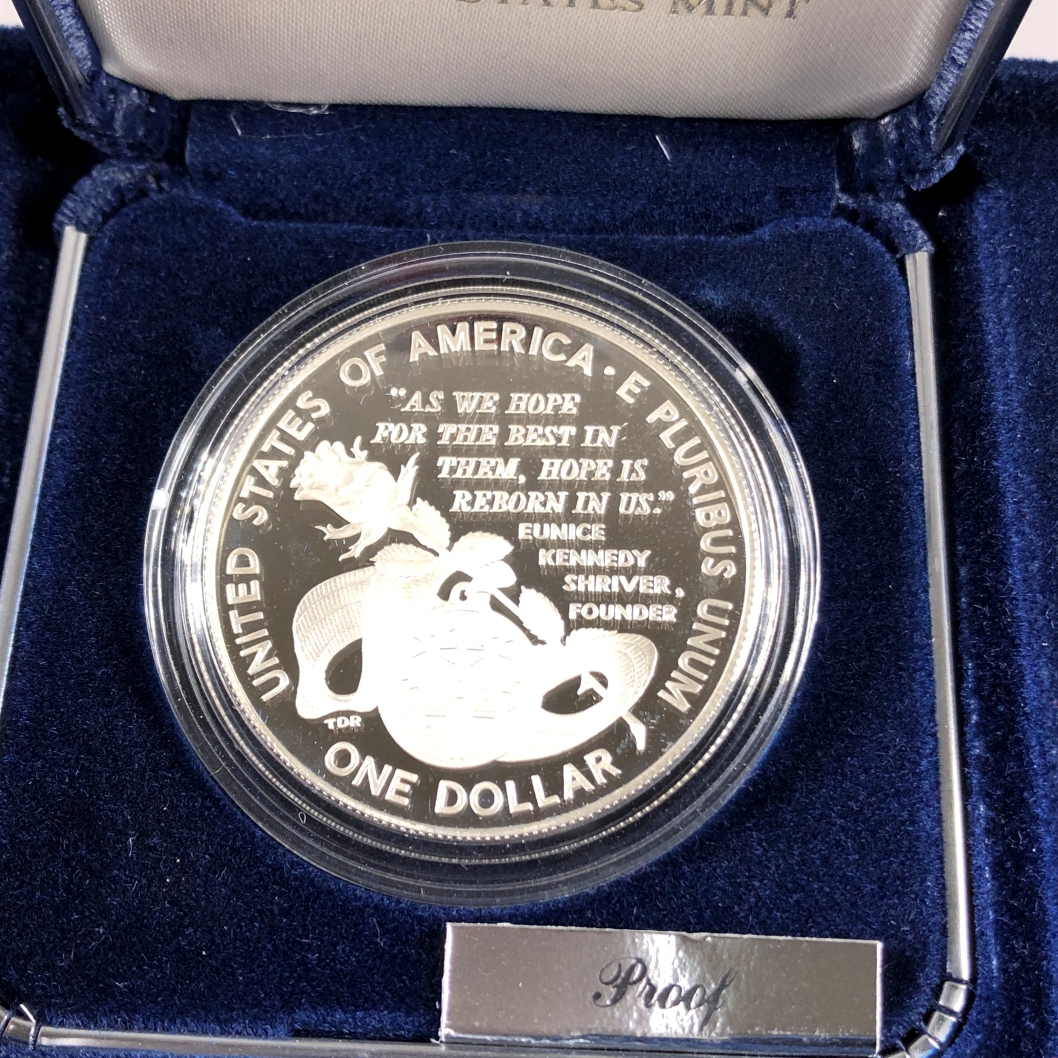 STATES MINT
UNITED STATES OF AMERICA · E PLURIBUS UNUM
"AS WE HOPE
FOR THE BEST IN
THEM, HOPE IS
REBORN IN US."
EUNICE
KENNEDY
SHRIVER,
FOUNDER
TDR
ONE DOLLAR
Proof